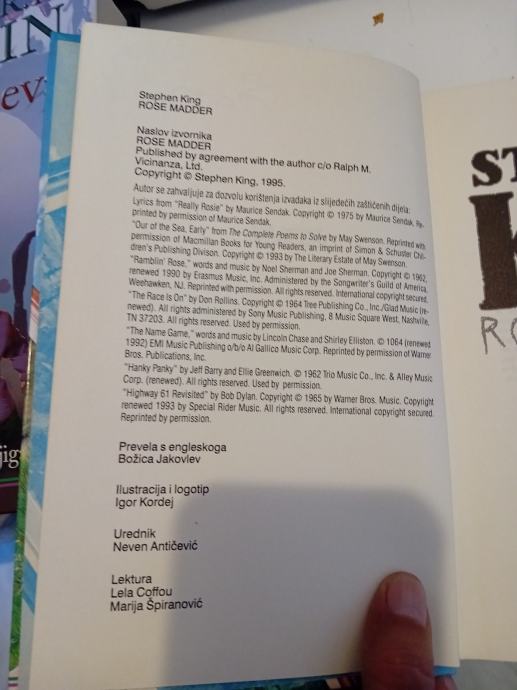 Stephen King
ROSE MADDER
Naslov izvornika
ROSE MADDER
Published by agreement with the author c/o Ralph M.
Vicinanza, Ltd.
Copyright © Stephen King, 1995.
Autor se zahvaljuje za dozvolu korištenja izvadaka iz slijedećih zaštićenih dijela:
Lyrics from "Really Rosie" by Maurice Sendak. Copyright © 1975 by Maurice Sendak. Re-
printed by permission of Maurice Sendak.
"Our of the Sea, Early" from The Complete Poems to Solve by May Swenson. Reprinted with
permission of Macmillan Books for Young Readers, an imprint of Simon & Schuster Chil-
dren's Publishing Divison. Copyright © 1993 by The Literary Estate of May Swenson.
"Ramblin' Rose," words and music by Noel Sherman and Joe Sherman. Copyright © 1962,
renewed 1990 by Erasmus Music, Inc. Administered by the Songwriter's Guild of America,
Weehawken, NJ. Reprinted with permission. All rights reserved. International copyright secured.
"The Race Is On" by Don Rollins. Copyright © 1964 Tree Publishing Co., Inc./Glad Music (re-
newed). All rights administered by Sony Music Publishing, 8 Music Square West, Nashville,
TN 37203. All rights reserved. Used by permission.
"The Name Game," words and music by Lincoln Chase and Shirley Elliston. © 1064 (renewed
1992) EMI Music Publishing o/b/o Al Gallico Music Corp. Reprinted by permission of Warner
Bros. Publications, Inc.
"Hanky Panky" by Jeff Barry and Ellie Greenwich. © 1962 Trio Music Co., Inc. & Alley Music
Corp. (renewed). All rights reserved. Used by permission.
"Highway 61 Revisited" by Bob Dylan. Copyright © 1965 by Warner Bros. Music. Copyright
renewed 1993 by Special Rider Music. All rights reserved. International copyright secured.
Reprinted by permission.
Prevela s engleskoga
Božica Jakovlev
Ilustracija i logotip
Igor Kordej
Urednik
Neven Antičević
Lektura
Lela Coffou
Marija Špiranović
ST
K
RO